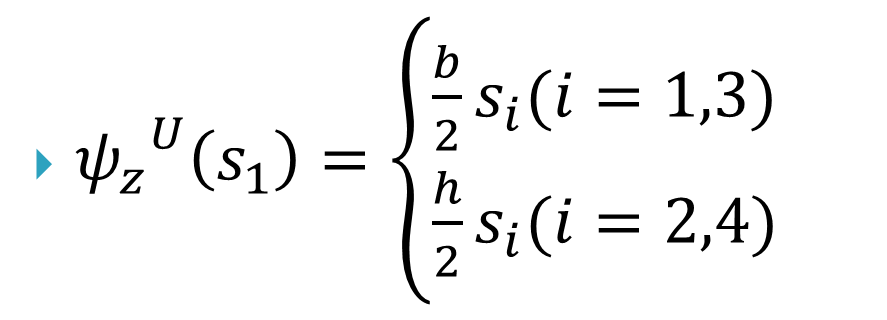 ψ_z^U(s_1) = { b/2 s_i(i = 1,3)
h/2 s_i(i = 2,4)